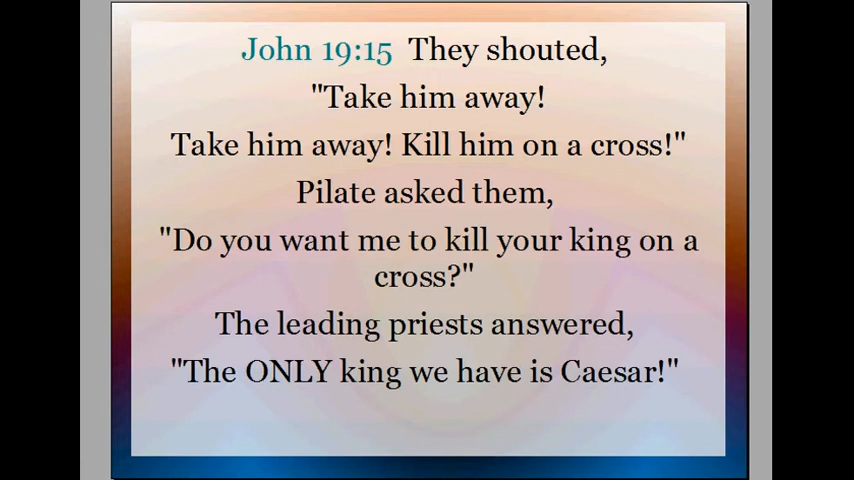 John 19:15 They shouted,
"Take him away!
Take him away! Kill him on a cross!"
Pilate asked them,
"Do you want me to kill your king on a
cross?"
The leading priests answered,
"The ONLY king we have is Caesar!"